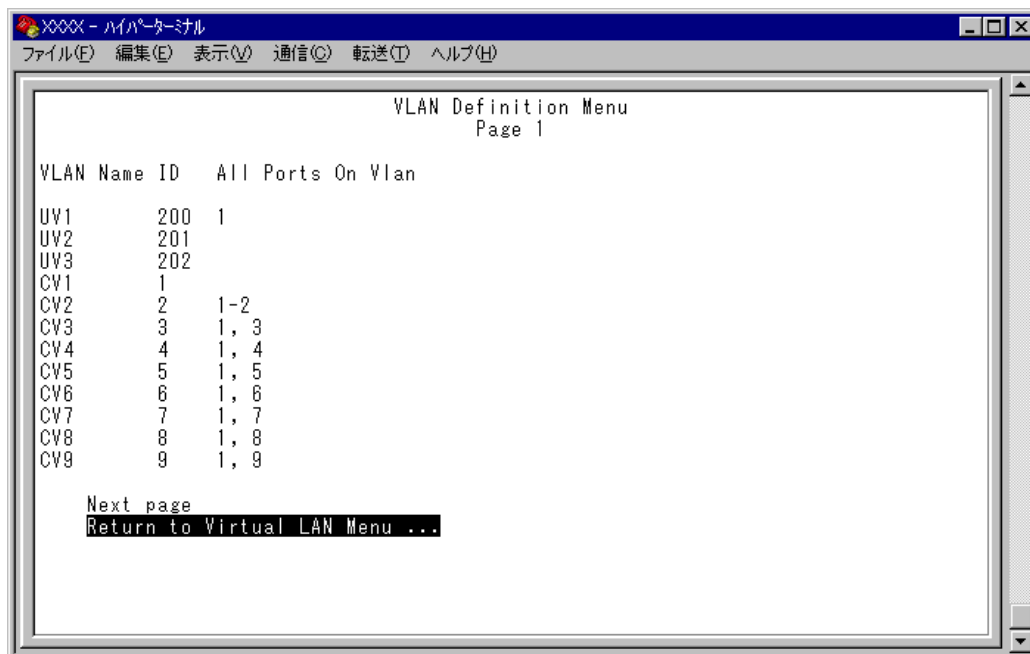 XXXX - ﾊｲﾊﾟｰﾀｰﾐﾅﾙ
ファイル(F) 編集(E) 表示(V) 通信(C) 転送(T) ヘルプ(H)
VLAN Definition Menu
Page 1
VLAN Name ID All Ports On Vlan
UV1 200 1
UV2 201
UV3 202
CV1 1
CV2 2 1-2
CV3 3 1, 3
CV4 4 1, 4
CV5 5 1, 5
CV6 6 1, 6
CV7 7 1, 7
CV8 8 1, 8
CV9 9 1, 9
Next page
Return to Virtual LAN Menu ...